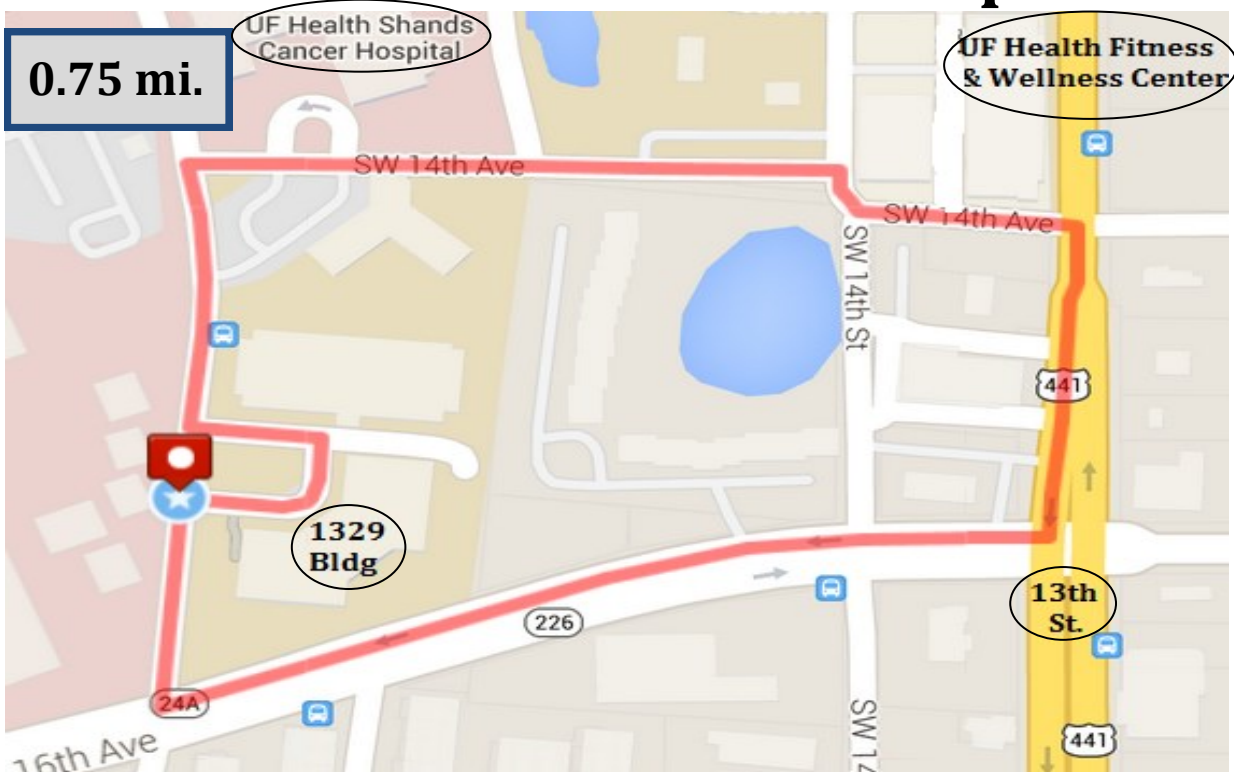 UF Health Shands
Cancer Hospital
0.75 mi.
UF Health Fitness
& Wellness Center
SW 14th Ave
SW 14th Ave
SW 14th St
441
1329
Bldg
13th
St.
226
24A
16th Ave
441